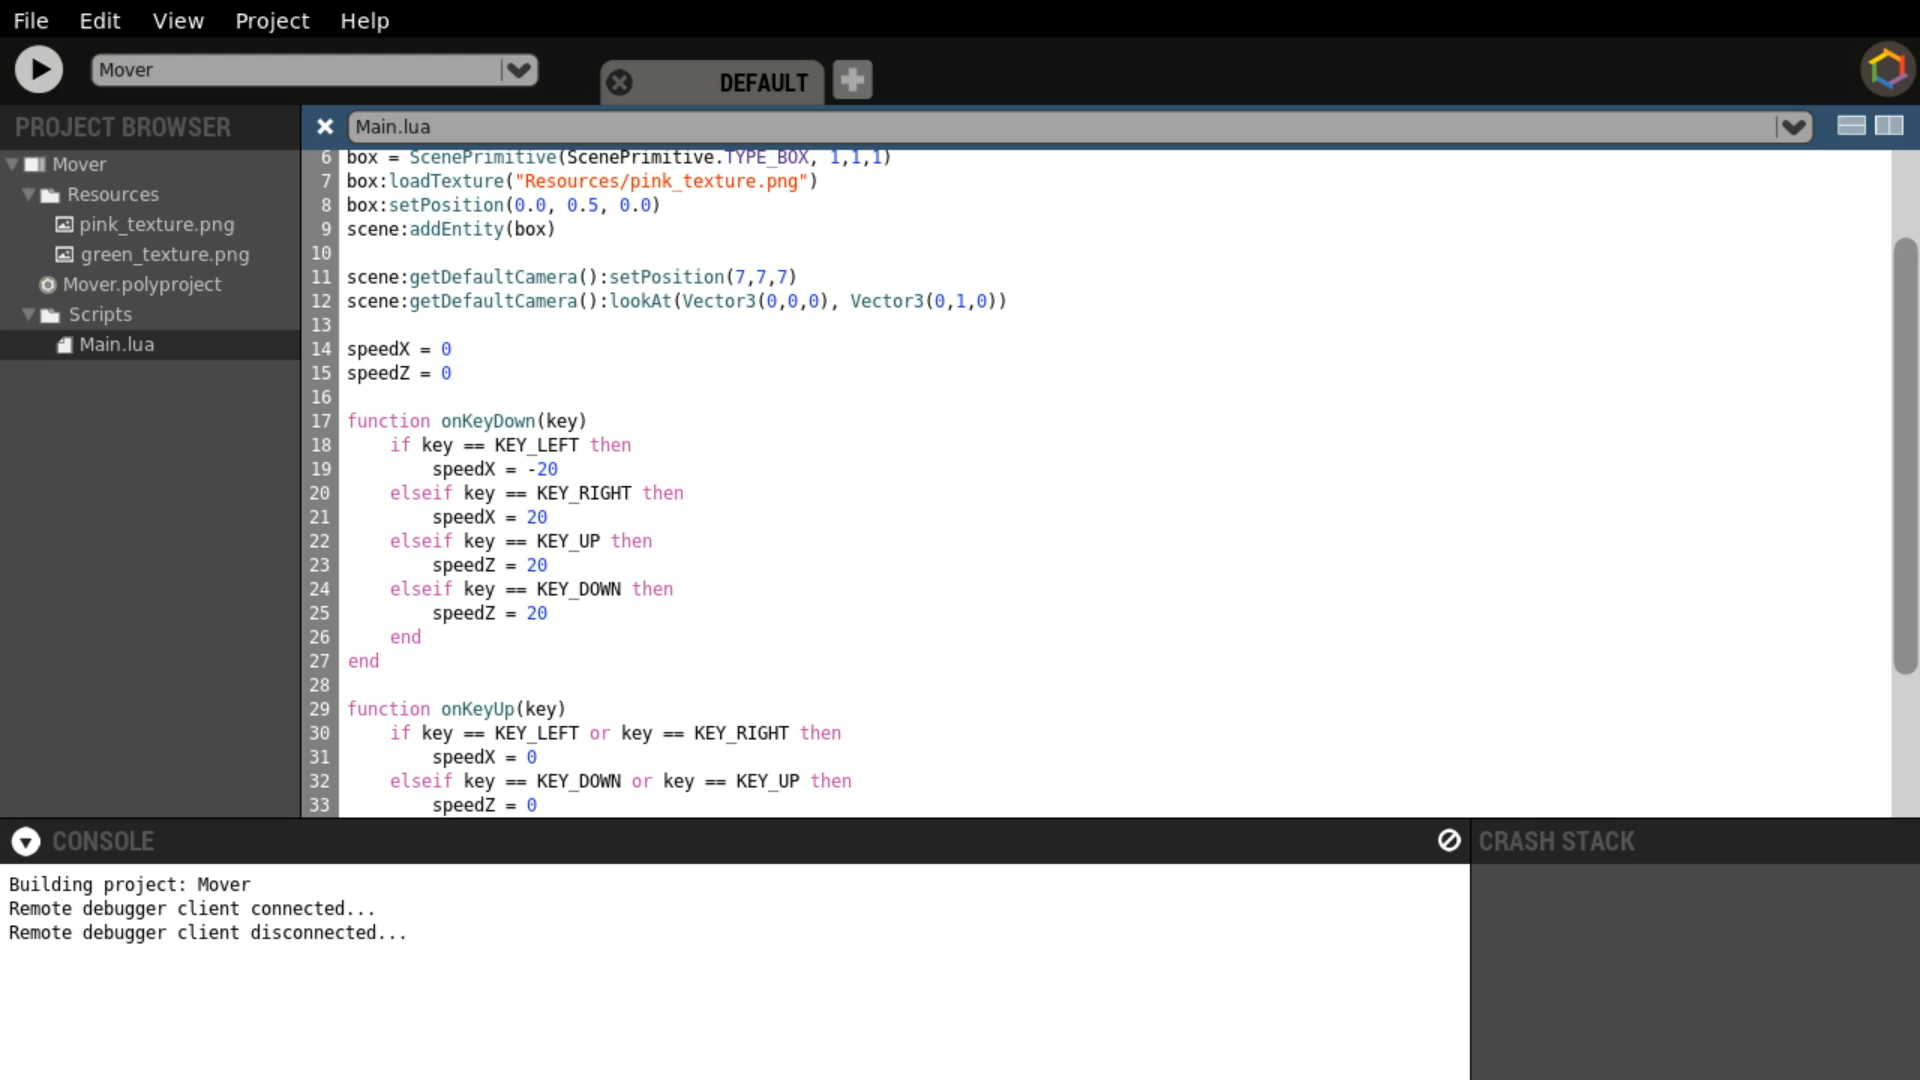 File Edit View Project Help
Mover
DEFAULT
PROJECT BROWSER
Mover
Resources
pink_texture.png
green_texture.png
Mover.polyproject
Scripts
Main.lua
Main.lua
6 box = ScenePrimitive(ScenePrimitive.TYPE_BOX, 1,1,1)
7 box:loadTexture("Resources/pink_texture.png")
8 box:setPosition(0.0, 0.5, 0.0)
9 scene:addEntity(box)
10
11 scene:getDefaultCamera():setPosition(7,7,7)
12 scene:getDefaultCamera():lookAt(Vector3(0,0,0), Vector3(0,1,0))
13
14 speedX = 0
15 speedZ = 0
16
17 function onKeyDown(key)
18 if key == KEY_LEFT then
19 speedX = -20
20 elseif key == KEY_RIGHT then
21 speedX = 20
22 elseif key == KEY_UP then
23 speedZ = 20
24 elseif key == KEY_DOWN then
25 speedZ = 20
26 end
27 end
28
29 function onKeyUp(key)
30 if key == KEY_LEFT or key == KEY_RIGHT then
31 speedX = 0
32 elseif key == KEY_DOWN or key == KEY_UP then
33 speedZ = 0
CONSOLE
Building project: Mover
Remote debugger client connected...
Remote debugger client disconnected...
CRASH STACK